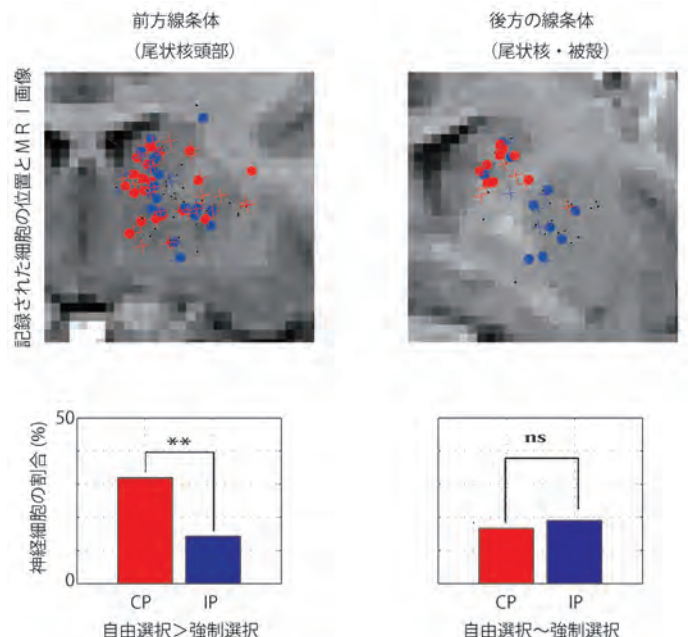 前方線条体
(尾状核頭部)
後方の線条体
(尾状核・被殻)
記録された細胞の位置とMRI画像
神経細胞の割合 (%)
50
0
**
CP
IP
自由選択>強制選択
ns
CP
IP
自由選択~強制選択